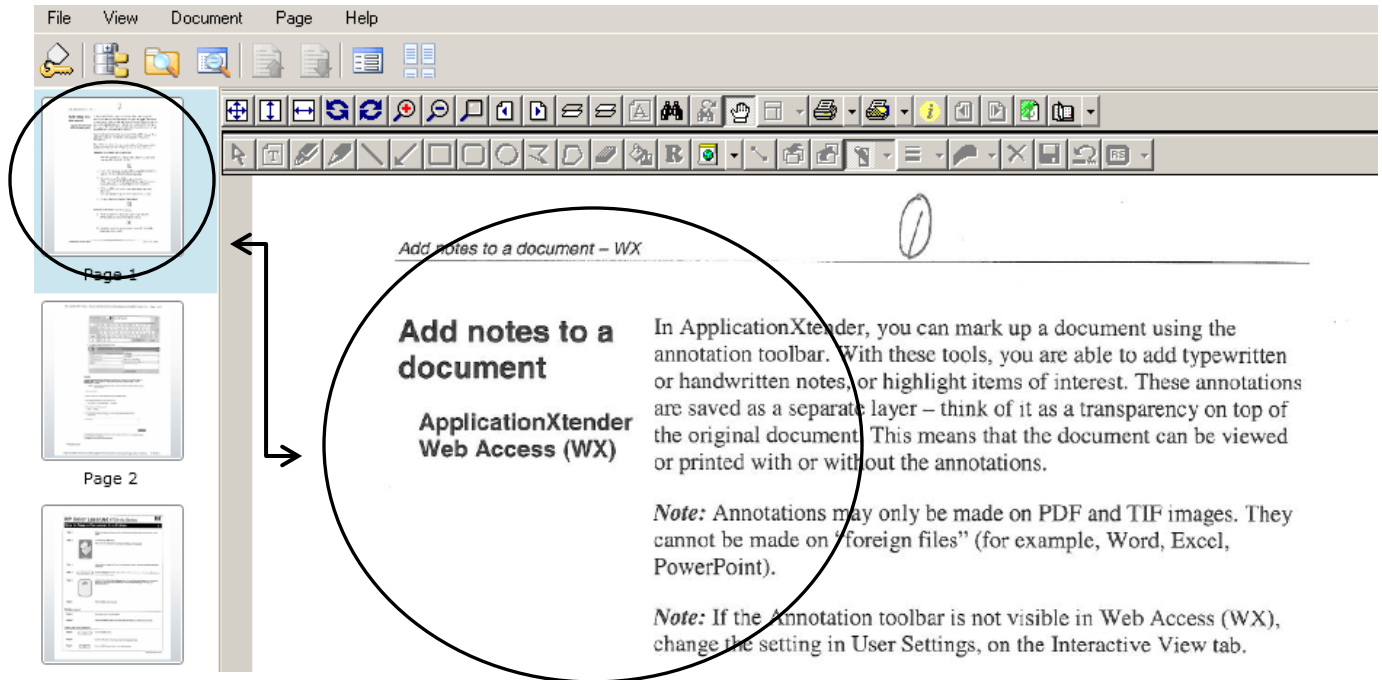 File View Document Page Help
Page 1
Page 2
1
Add notes to a document – WX
Add notes to a
document
ApplicationXtender
Web Access (WX)
In ApplicationXtender, you can mark up a document using the
annotation toolbar. With these tools, you are able to add typewritten
or handwritten notes, or highlight items of interest. These annotations
are saved as a separate layer – think of it as a transparency on top of
the original document. This means that the document can be viewed
or printed with or without the annotations.
Note: Annotations may only be made on PDF and TIF images. They
cannot be made on “foreign files” (for example, Word, Excel,
PowerPoint).
Note: If the Annotation toolbar is not visible in Web Access (WX),
change the setting in User Settings, on the Interactive View tab.